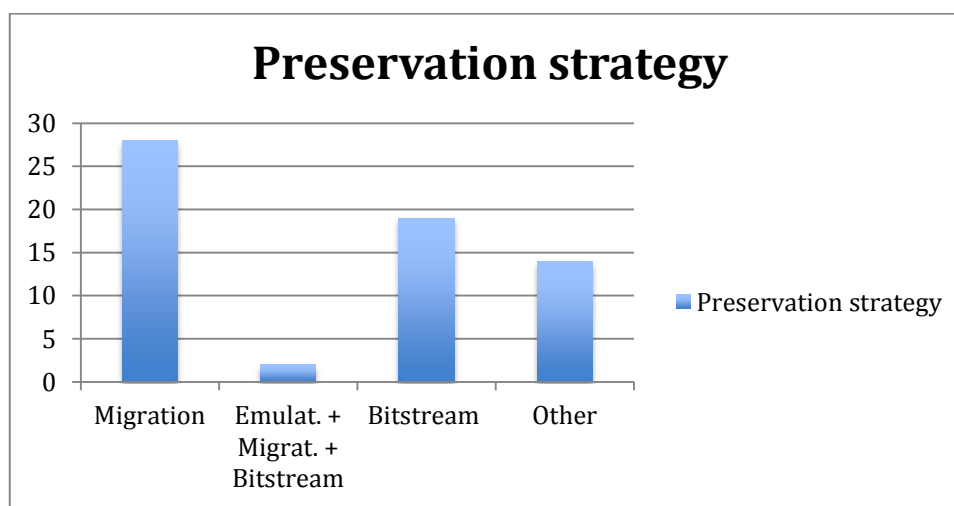 Preservation strategy
30
25
20
15
10
5
0
Migration
Emulat. +
Migrat. +
Bitstream
Bitstream
Other
Preservation strategy